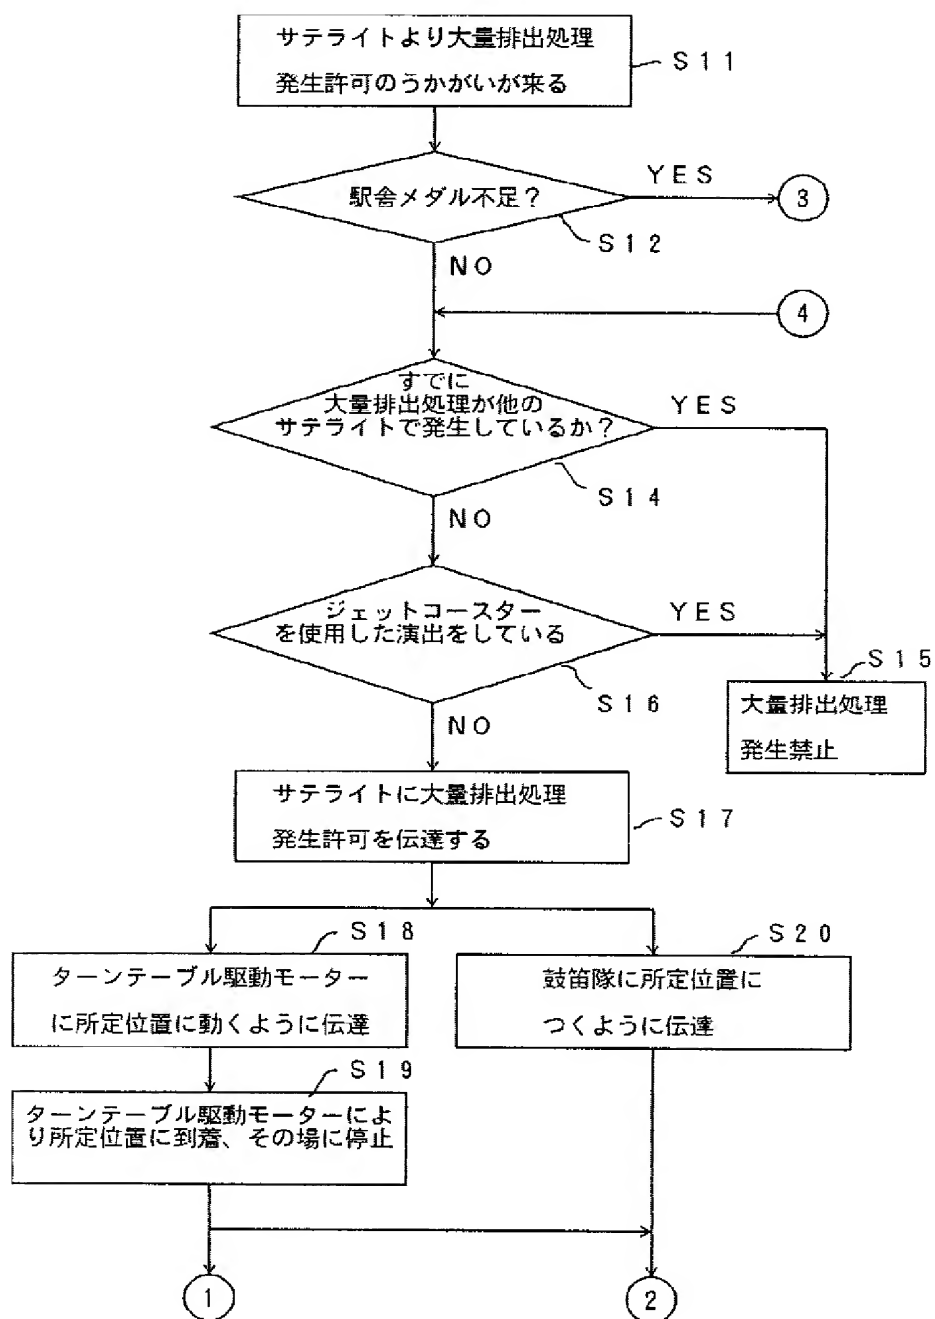 サテライトより大量排出処理
発生許可のうかがいが来る
S11
駅舎メダル不足?
YES
3
S12
NO
4
すでに
大量排出処理が他の
サテライトで発生しているか?
YES
S14
NO
ジェットコースター
を使用した演出をしている
YES
S16
S15
大量排出処理
発生禁止
NO
サテライトに大量排出処理
発生許可を伝達する
S17
S18
ターンテーブル駆動モーター
に所定位置に動くように伝達
S20
鼓笛隊に所定位置に
つくように伝達
S19
ターンテーブル駆動モーターによ
り所定位置に到着、その場に停止
1
2